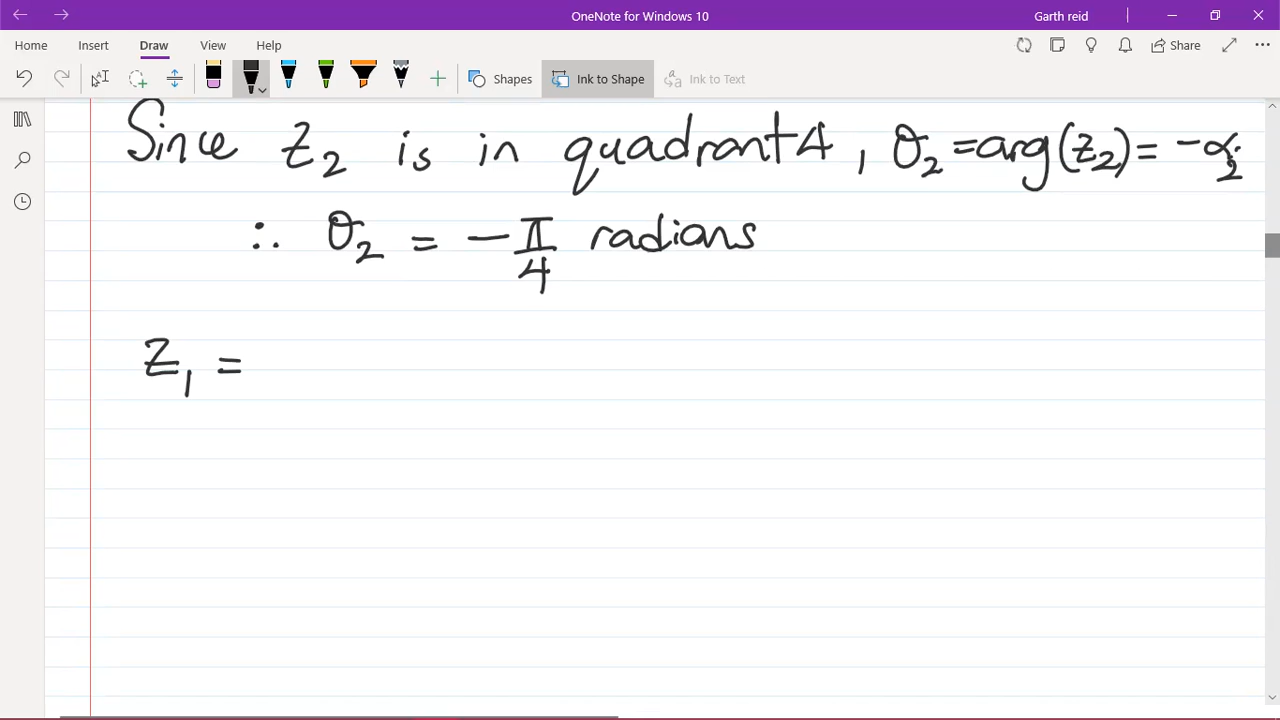 OneNote for Windows 10
Garth reid
Home Insert Draw View Help
Share
Shapes
Ink to Shape
Ink to Text
Since z₂ is in quadrant 4, θ₂ = arg(z₂) = -α₂
∴ θ₂ = -π/4 radians
z₁ =